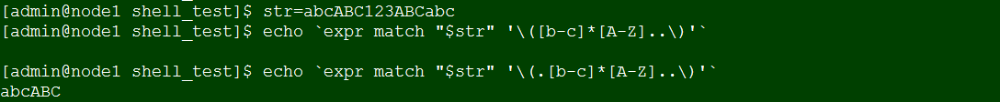 [admin@node1 shell_test]$ str=abcABC123ABCabc
[admin@node1 shell_test]$ echo `expr match "$str" '\([b-c]*[A-Z]..\)'`
[admin@node1 shell_test]$ echo `expr match "$str" '\(.[b-c]*[A-Z]..\)'`
abcABC